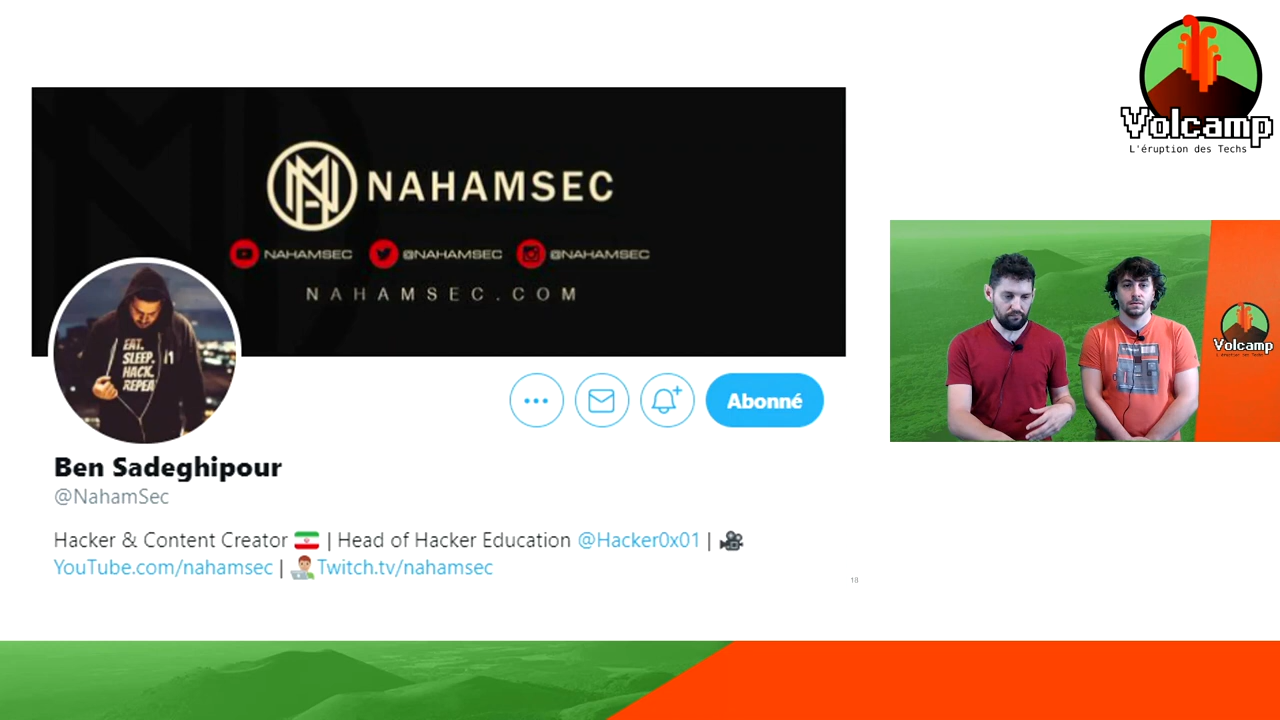 Volcamp
L'éruption des Techs
NAHAMSEC
NAHAMSEC @NAHAMSEC @NAHAMSEC
NAHAMSEC.COM
EAT.
SLEEP.
HACK.
REPEAT
Abonné
Ben Sadeghipour
@NahamSec
Hacker & Content Creator | Head of Hacker Education @Hacker0x01 |
YouTube.com/nahamsec | Twitch.tv/nahamsec
18
Volcamp